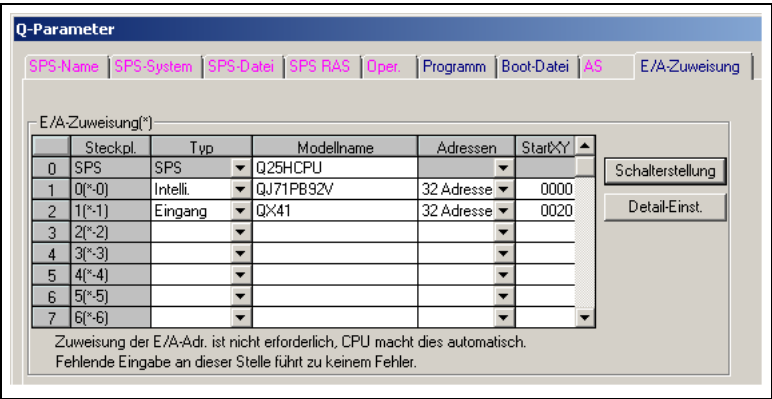 Q-Parameter
SPS-Name SPS-System SPS-Datei SPS RAS Oper. Programm Boot-Datei AS E/A-Zuweisung
E/A-Zuweisung(*)
Steckpl. Typ Modellname Adressen StartXY
0 SPS SPS Q25HCPU
1 0(*-0) Intelli. QJ71PB92V 32 Adresse 0000
2 1(*-1) Eingang QX41 32 Adresse 0020
3 2(*-2)
4 3(*-3)
5 4(*-4)
6 5(*-5)
7 6(*-6)
Schalterstellung
Detail-Einst.
Zuweisung der E/A-Adr. ist nicht erforderlich, CPU macht dies automatisch.
Fehlende Eingabe an dieser Stelle führt zu keinem Fehler.